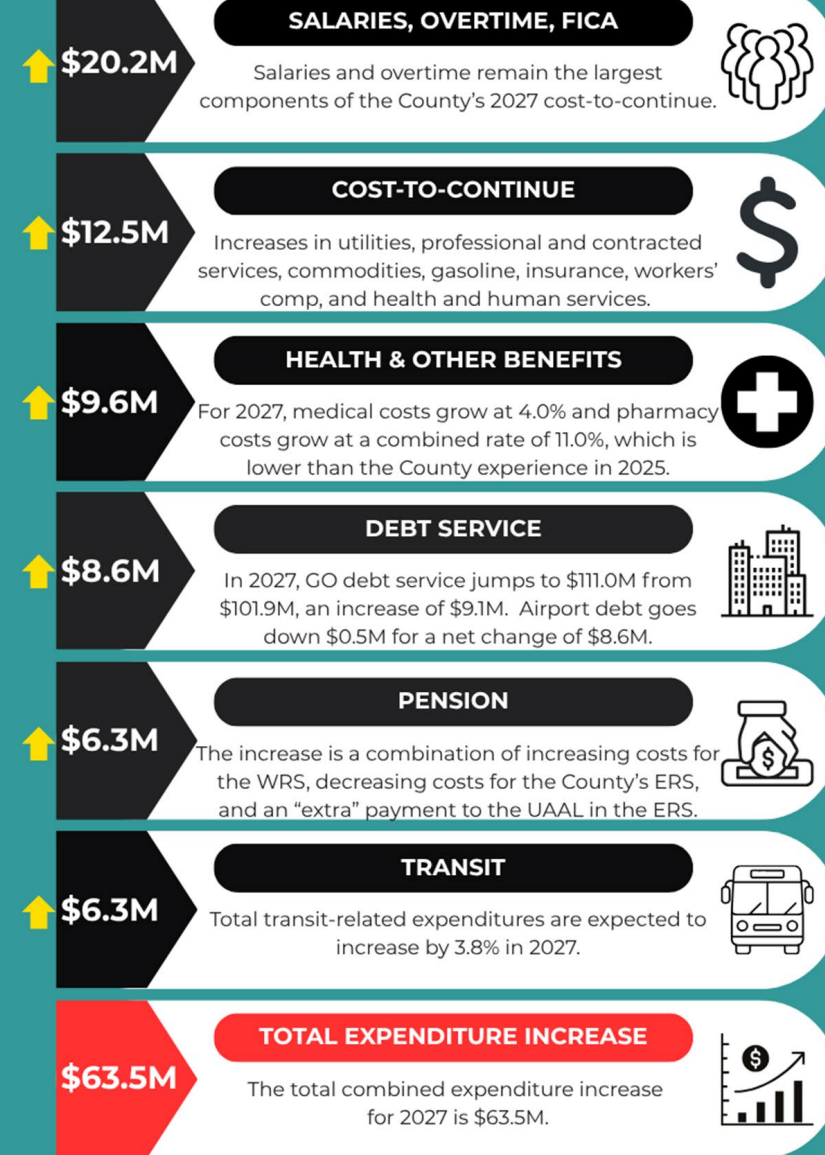 SALARIES, OVERTIME, FICA
$20.2M
Salaries and overtime remain the largest
components of the County's 2027 cost-to-continue.
COST-TO-CONTINUE
$12.5M
Increases in utilities, professional and contracted
services, commodities, gasoline, insurance, workers'
comp, and health and human services.
HEALTH & OTHER BENEFITS
$9.6M
For 2027, medical costs grow at 4.0% and pharmacy
costs grow at a combined rate of 11.0%, which is
lower than the County experience in 2025.
DEBT SERVICE
$8.6M
In 2027, GO debt service jumps to $111.0M from
$101.9M, an increase of $9.1M. Airport debt goes
down $0.5M for a net change of $8.6M.
PENSION
$6.3M
The increase is a combination of increasing costs for
the WRS, decreasing costs for the County's ERS,
and an “extra” payment to the UAAL in the ERS.
$
TRANSIT
$6.3M
Total transit-related expenditures are expected to
increase by 3.8% in 2027.
TOTAL EXPENDITURE INCREASE
$63.5M
The total combined expenditure increase
for 2027 is $63.5M.
$